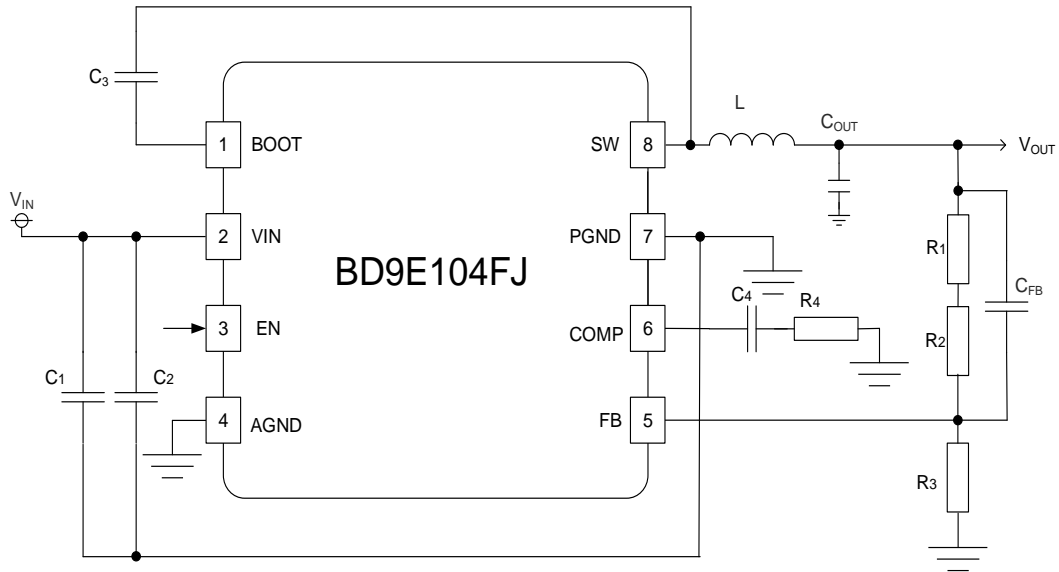 C3
1
BOOT
SW
8
L
COUT
VOUT
VIN
2
VIN
PGND
7
R1
BD9E104FJ
CFB
C4
R4
3
EN
COMP
6
R2
C1
C2
4
AGND
FB
5
R3